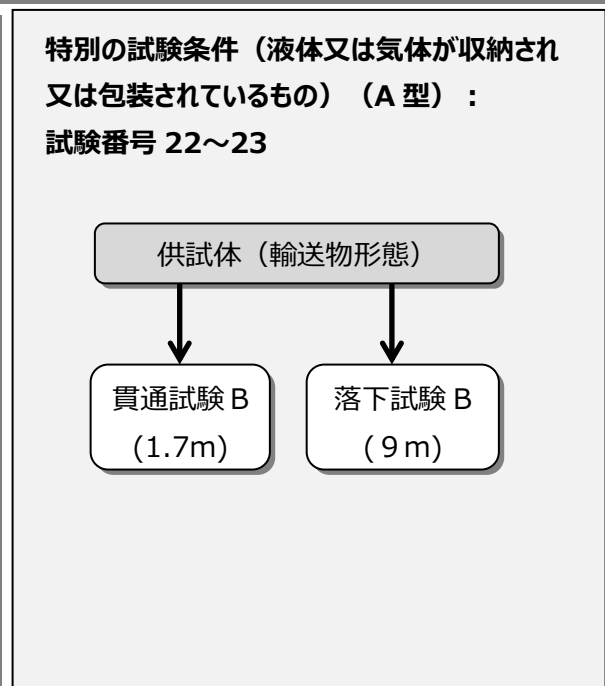 特別の試験条件（液体又は気体が収納され
又は包装されているもの）（A 型）：
試験番号 22～23
供試体（輸送物形態）
貫通試験 B
(1.7m)
落下試験 B
( 9 m)